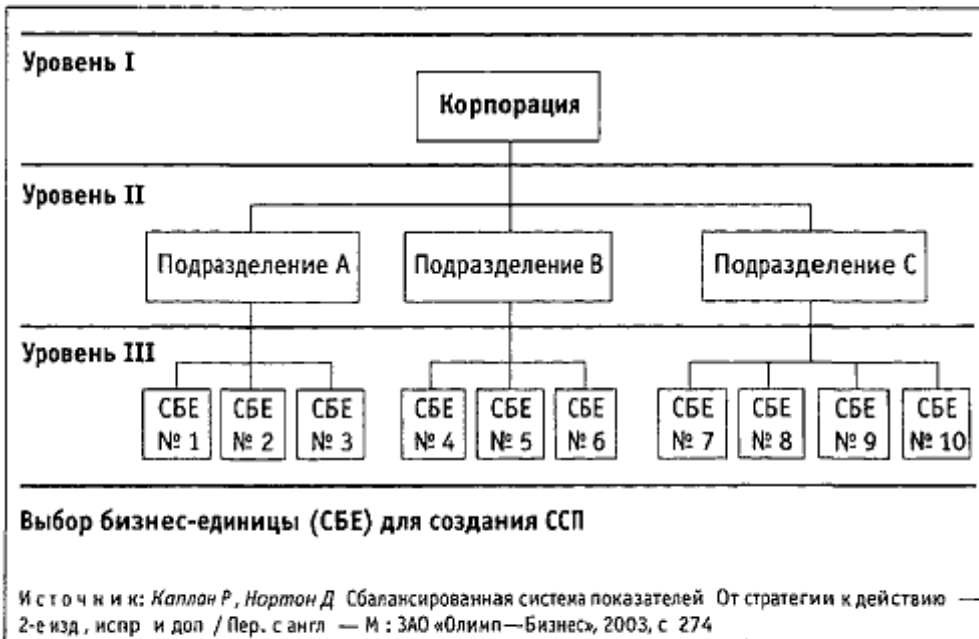 Уровень I
Корпорация
Уровень II
Подразделение А
Подразделение В
Подразделение С
Уровень III
СБЕ
№ 1
СБЕ
№ 2
СБЕ
№ 3
СБЕ
№ 4
СБЕ
№ 5
СБЕ
№ 6
СБЕ
№ 7
СБЕ
№ 8
СБЕ
№ 9
СБЕ
№ 10
Выбор бизнес-единицы (СБЕ) для создания ССП
Источник: Каплан Р, Нортон Д Сбалансированная система показателей От стратегии к действию —
2-е изд, испр и доп / Пер. с англ — М : ЗАО «Олимп—Бизнес», 2003, с 274